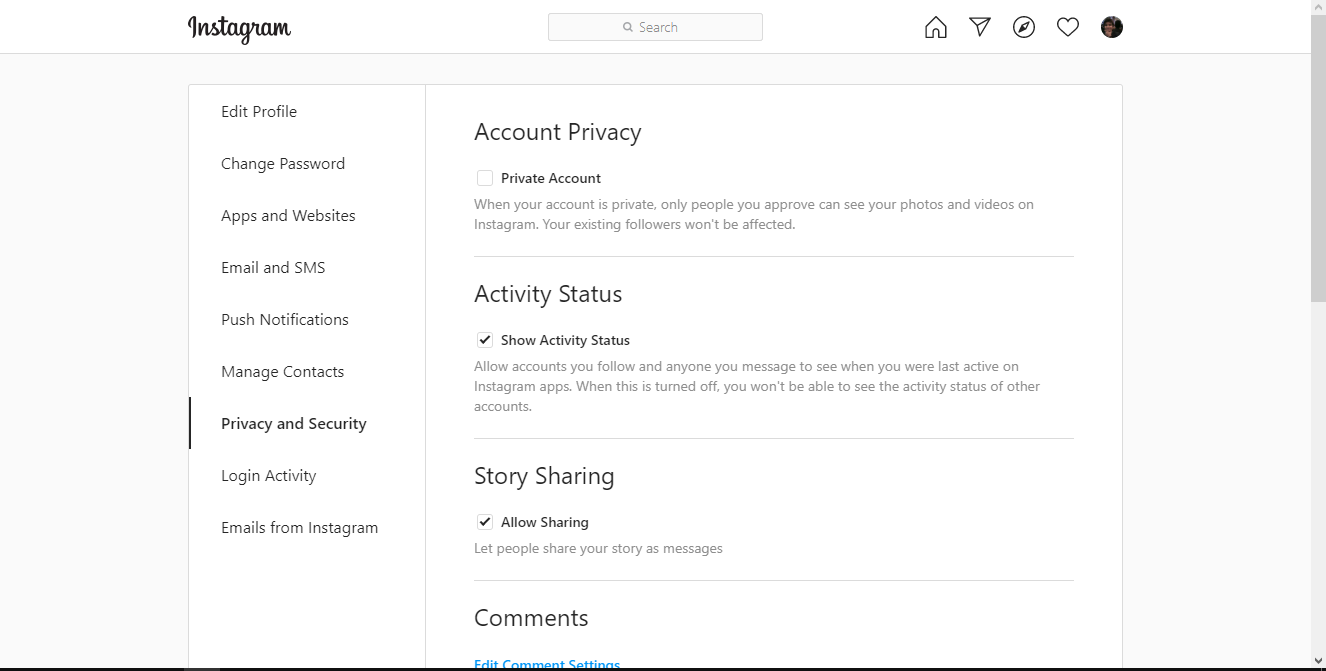 Instagram
Search
Edit Profile
Change Password
Apps and Websites
Email and SMS
Push Notifications
Manage Contacts
Privacy and Security
Login Activity
Emails from Instagram
Account Privacy
Private Account
When your account is private, only people you approve can see your photos and videos on
Instagram. Your existing followers won't be affected.
Activity Status
Show Activity Status
Allow accounts you follow and anyone you message to see when you were last active on
Instagram apps. When this is turned off, you won't be able to see the activity status of other
accounts.
Story Sharing
Allow Sharing
Let people share your story as messages
Comments
Edit Comment Settings